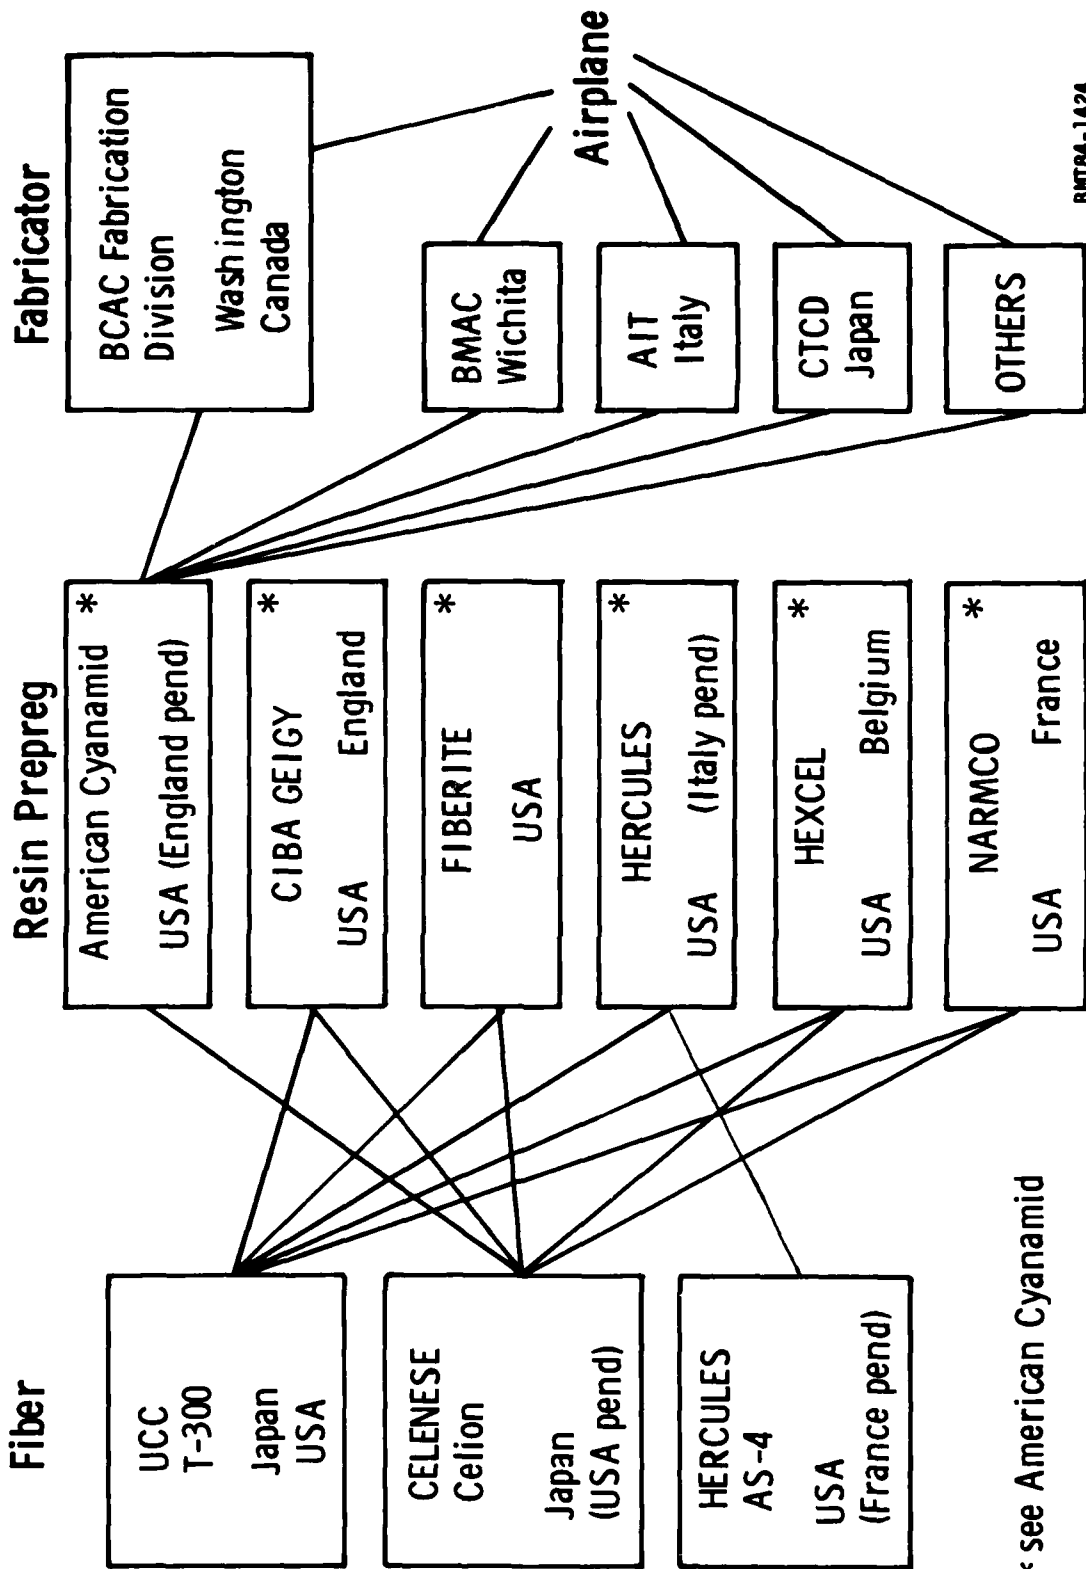 Fiber
UCC
T-300
Japan
USA
CELENESE
Celion
Japan
(USA pend)
HERCULES
AS-4
USA
(France pend)
* see American Cyanamid
Resin Prepreg
American Cyanamid *
USA (England pend)
CIBA GEIGY *
USA England
FIBERITE *
USA
HERCULES *
USA (Italy pend)
HEXCEL *
USA Belgium
NARMCO *
USA France
Fabricator
BCAC Fabrication
Division
Washington
Canada
BMAC
Wichita
AIT
Italy
CTCD
Japan
OTHERS
Airplane
RMT84-1A24